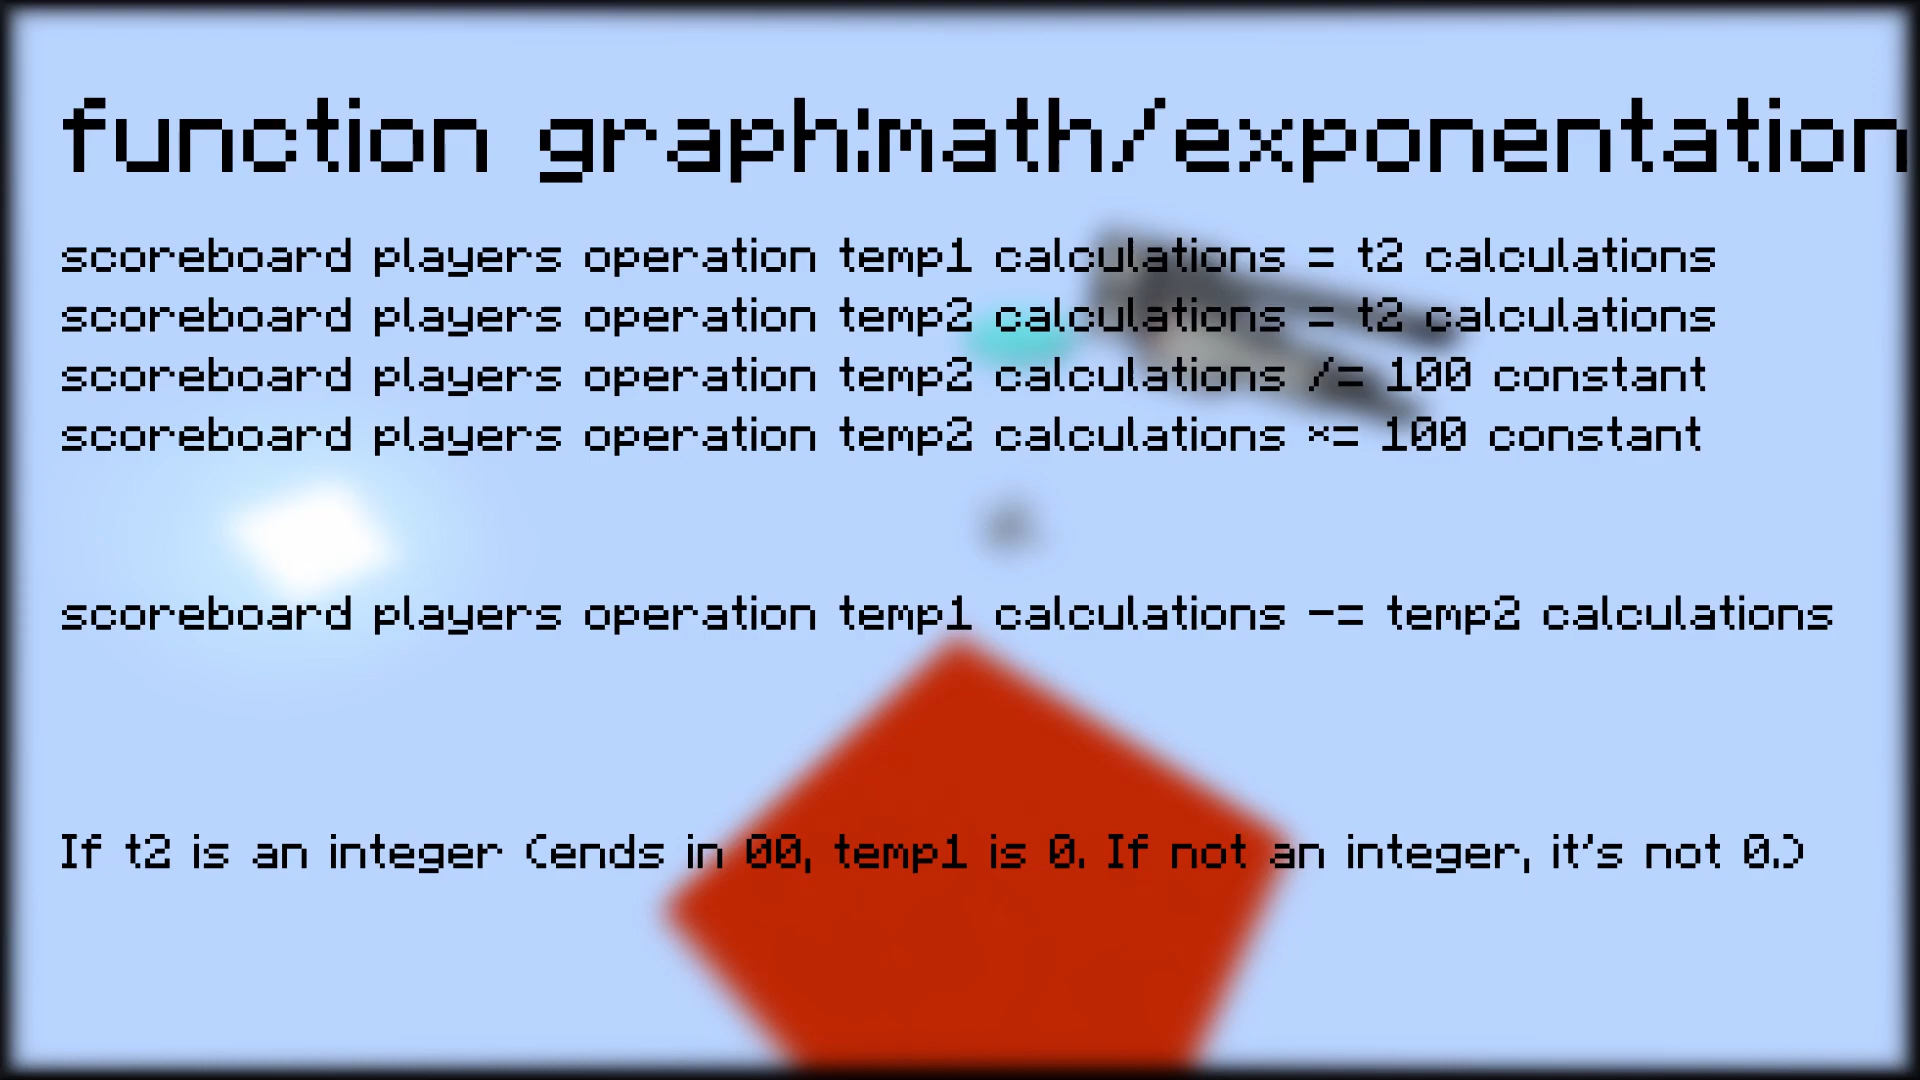 function graph:math/exponentation
scoreboard players operation temp1 calculations = t2 calculations
scoreboard players operation temp2 calculations = t2 calculations
scoreboard players operation temp2 calculations /= 100 constant
scoreboard players operation temp2 calculations *= 100 constant
scoreboard players operation temp1 calculations -= temp2 calculations
If t2 is an integer (ends in 00, temp1 is 0. If not an integer, it's not 0.)